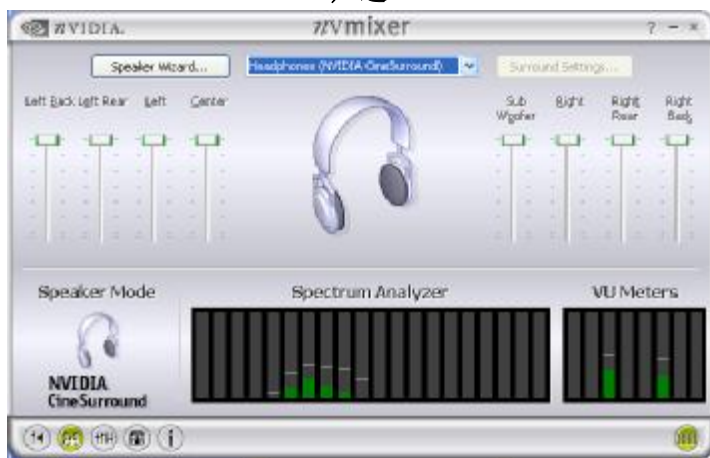 nVIDIA.
nvmixer
? - ×
Speaker Wizard...
Headphones (NVIDIA CineSurround)
Surround Settings...
Left Back
Left Rear
Left
Center
Sub Woofer
Right
Right Rear
Right Back
Speaker Mode
Spectrum Analyzer
VU Meters
NVIDIA
CineSurround